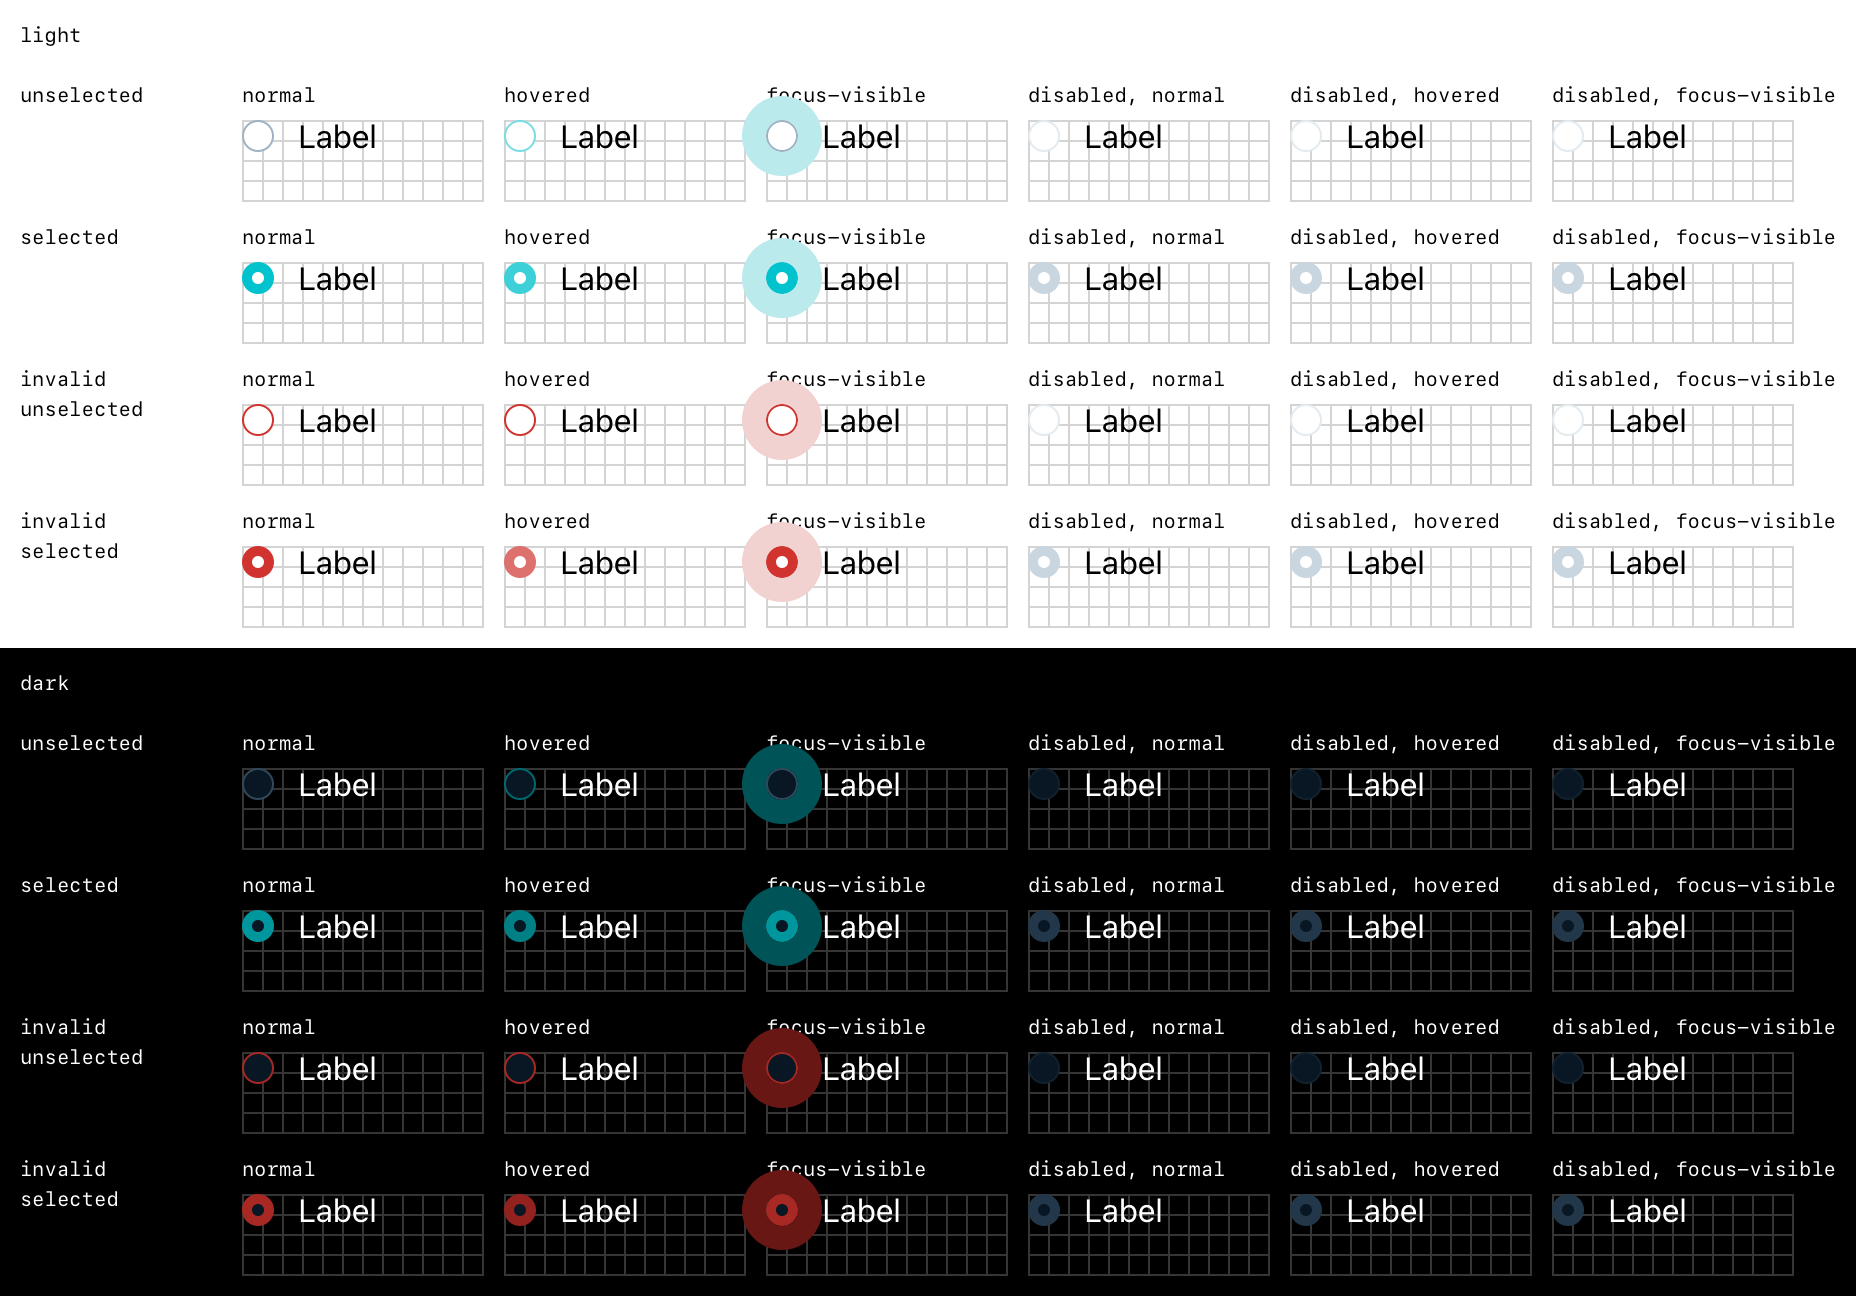 light
unselected normal hovered focus-visible disabled, normal disabled, hovered disabled, focus-visible
Label Label Label Label Label Label
selected normal hovered focus-visible disabled, normal disabled, hovered disabled, focus-visible
Label Label Label Label Label Label
invalid normal hovered focus-visible disabled, normal disabled, hovered disabled, focus-visible
unselected Label Label Label Label Label Label
invalid normal hovered focus-visible disabled, normal disabled, hovered disabled, focus-visible
selected Label Label Label Label Label Label
dark
unselected normal hovered focus-visible disabled, normal disabled, hovered disabled, focus-visible
Label Label Label Label Label Label
selected normal hovered focus-visible disabled, normal disabled, hovered disabled, focus-visible
Label Label Label Label Label Label
invalid normal hovered focus-visible disabled, normal disabled, hovered disabled, focus-visible
unselected Label Label Label Label Label Label
invalid normal hovered focus-visible disabled, normal disabled, hovered disabled, focus-visible
selected Label Label Label Label Label Label